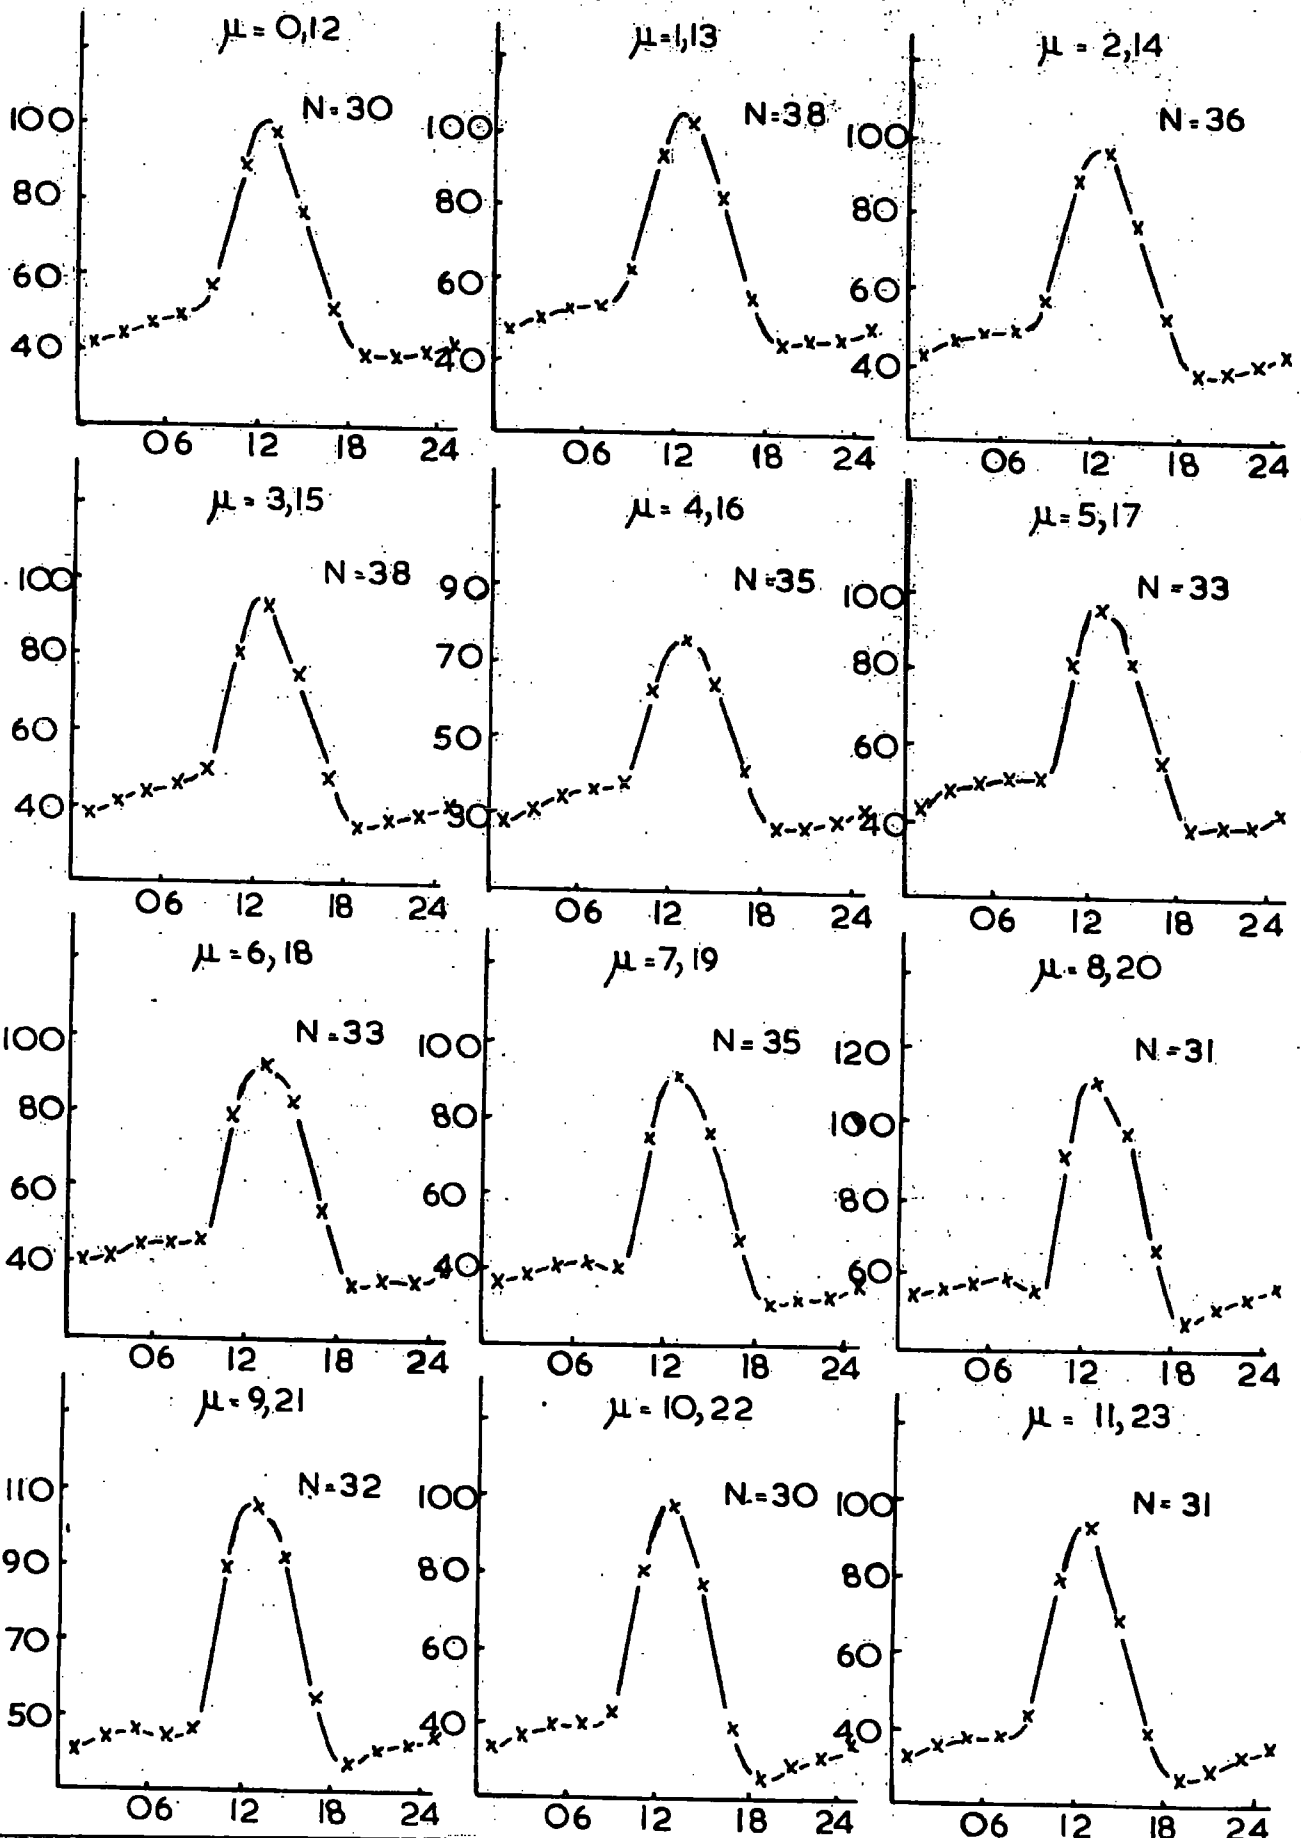 μ = 0,12
N = 30
100
80
60
40
06 12 18 24
μ = 1,13
N = 38
100
80
60
40
06 12 18 24
μ = 2,14
N = 36
100
80
60
40
06 12 18 24
μ = 3,15
N = 38
100
80
60
40
06 12 18 24
μ = 4,16
N = 35
90
70
50
30
06 12 18 24
μ = 5,17
N = 33
100
80
60
40
06 12 18 24
μ = 6,18
N = 33
100
80
60
40
06 12 18 24
μ = 7,19
N = 35
100
80
60
40
06 12 18 24
μ = 8,20
N = 31
120
100
80
60
06 12 18 24
μ = 9,21
N = 32
110
90
70
50
06 12 18 24
μ = 10,22
N = 30
100
80
60
40
06 12 18 24
μ = 11,23
N = 31
100
80
60
40
06 12 18 24